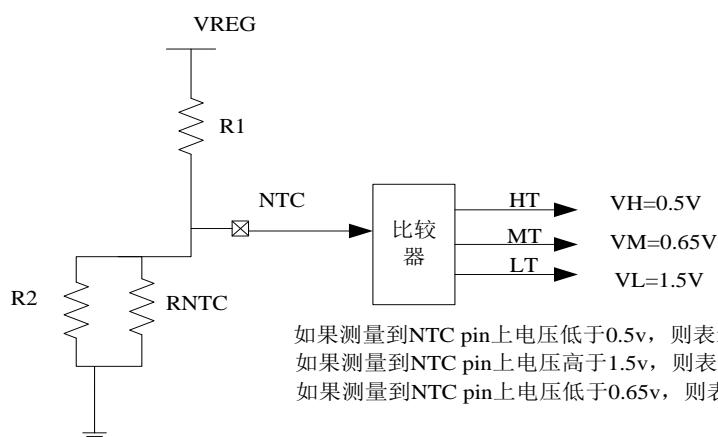 VREG
R1
NTC
HT
VH=0.5V
比较
器
MT
VM=0.65V
LT
VL=1.5V
R2
RNTC
如果测量到NTC pin上电压低于0.5v，则表
如果测量到NTC pin上电压高于1.5v，则表
如果测量到NTC pin上电压低于0.65v，则表